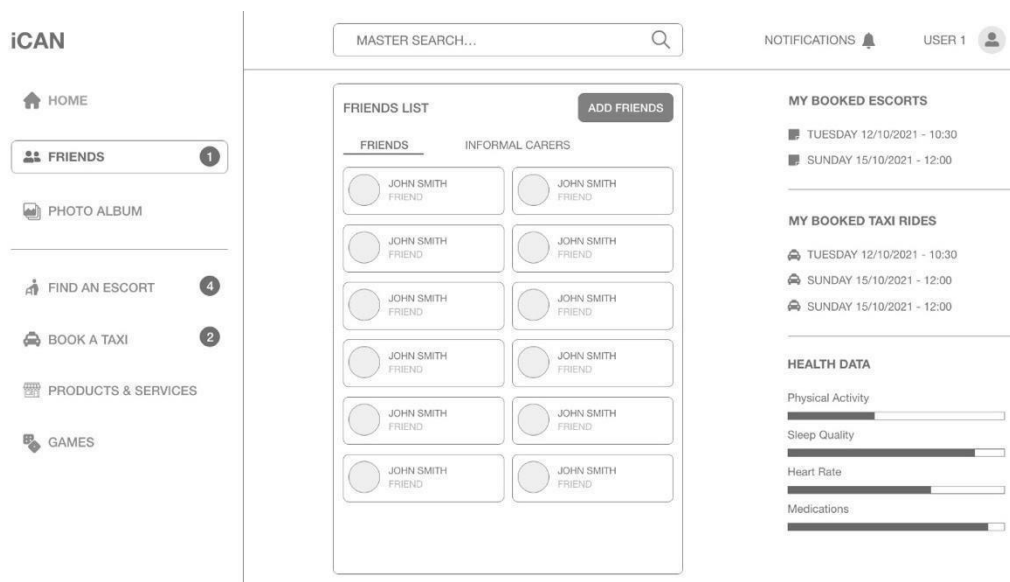 iCAN
MASTER SEARCH...
NOTIFICATIONS
USER 1
HOME
FRIENDS
1
PHOTO ALBUM
FIND AN ESCORT
4
BOOK A TAXI
2
PRODUCTS & SERVICES
GAMES
FRIENDS LIST
ADD FRIENDS
FRIENDS
INFORMAL CARERS
JOHN SMITH
FRIEND
JOHN SMITH
FRIEND
JOHN SMITH
FRIEND
JOHN SMITH
FRIEND
JOHN SMITH
FRIEND
JOHN SMITH
FRIEND
JOHN SMITH
FRIEND
JOHN SMITH
FRIEND
JOHN SMITH
FRIEND
JOHN SMITH
FRIEND
JOHN SMITH
FRIEND
JOHN SMITH
FRIEND
MY BOOKED ESCORTS
TUESDAY 12/10/2021 - 10:30
SUNDAY 15/10/2021 - 12:00
MY BOOKED TAXI RIDES
TUESDAY 12/10/2021 - 10:30
SUNDAY 15/10/2021 - 12:00
SUNDAY 15/10/2021 - 12:00
HEALTH DATA
Physical Activity
Sleep Quality
Heart Rate
Medications